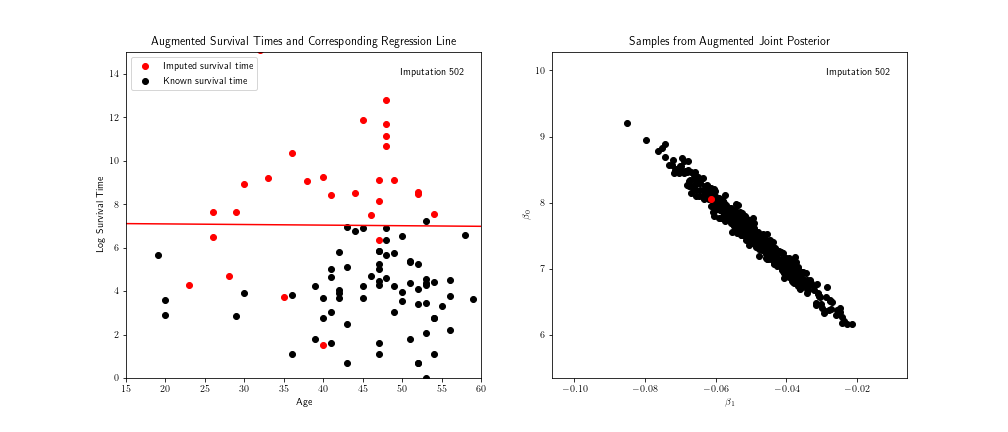 Augmented Survival Times and Corresponding Regression Line
Imputed survival time
Known survival time
Imputation 502
Log Survival Time
14
12
10
8
6
4
2
0
15 20 25 30 35 40 45 50 55 60
Age
Samples from Augmented Joint Posterior
Imputation 502
β₀
10
9
8
7
6
−0.10 −0.08 −0.06 −0.04 −0.02
β₁